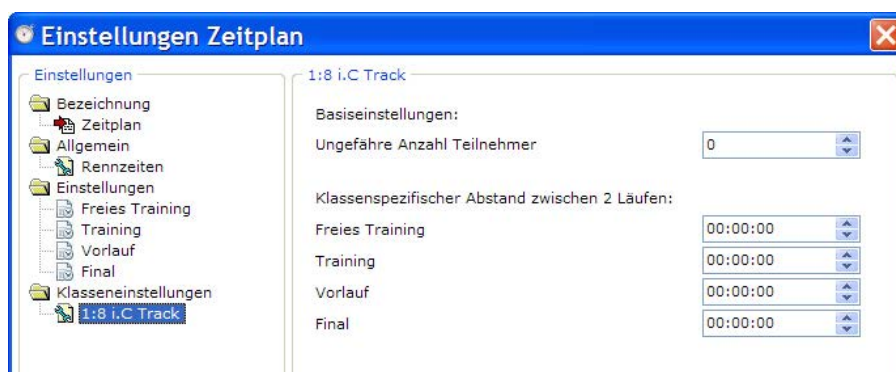 Einstellungen Zeitplan
Einstellungen
Bezeichnung
Zeitplan
Allgemein
Rennzeiten
Einstellungen
Freies Training
Training
Vorlauf
Final
Klasseneinstellungen
1:8 i.C Track
1:8 i.C Track
Basiseinstellungen:
Ungefähre Anzahl Teilnehmer 0
Klassenspezifischer Abstand zwischen 2 Läufen:
Freies Training 00:00:00
Training 00:00:00
Vorlauf 00:00:00
Final 00:00:00